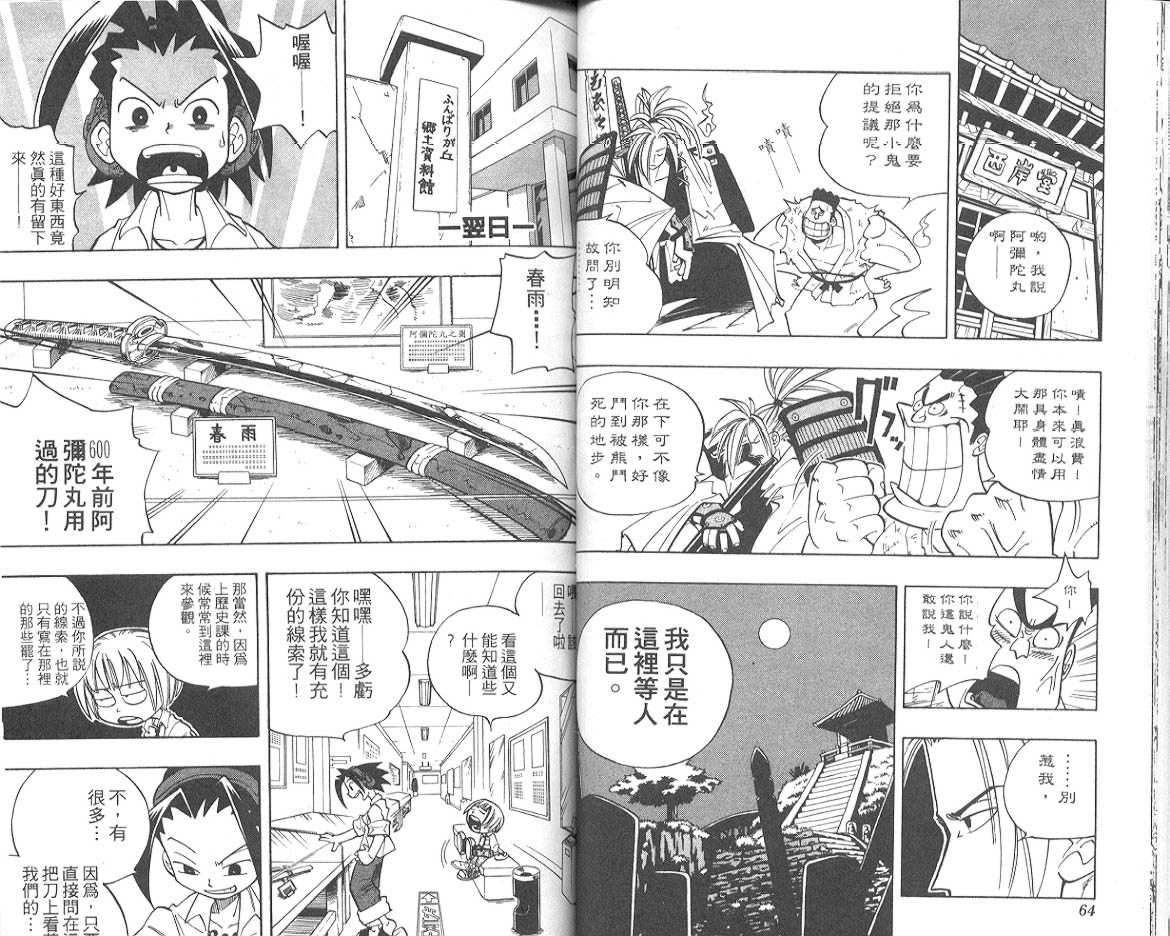 西岸堂
喲，我說
阿彌陀丸
啊
你爲什麼要
拒絕那小鬼
的提議呢？
嘖——
你別明知
故問了…
嘖—真浪費—
你本來可以用
那具身體盡情
大鬧耶—
在下可不像
你那樣，好
鬥到被熊鬥
死的地步。
你—
你說什麼—
你這鬼人還
敢說我—
……別
惹我，
我只是在
這裡等人
而已。
64
ふんばりが丘
郷土資料館
—翌日—
喔喔——！
這種好東西竟
然真的有留下
來——！
春雨……！
阿彌陀丸之圖
春雨
600年前阿
彌陀丸用
過的刀！
回去了啦
看這個又
能知道些
什麼啊—
？
嘿嘿——多虧
你知道這個！
這樣我就有充
份的線索了！
那當然，因爲
上歷史課的時
候常常到這裡
來參觀。
不過你所說
的線索，也就
只有寫在那裡
的那些罷了…
不，有
很多…
因爲，只
直接問在
把刀上看
我們的…